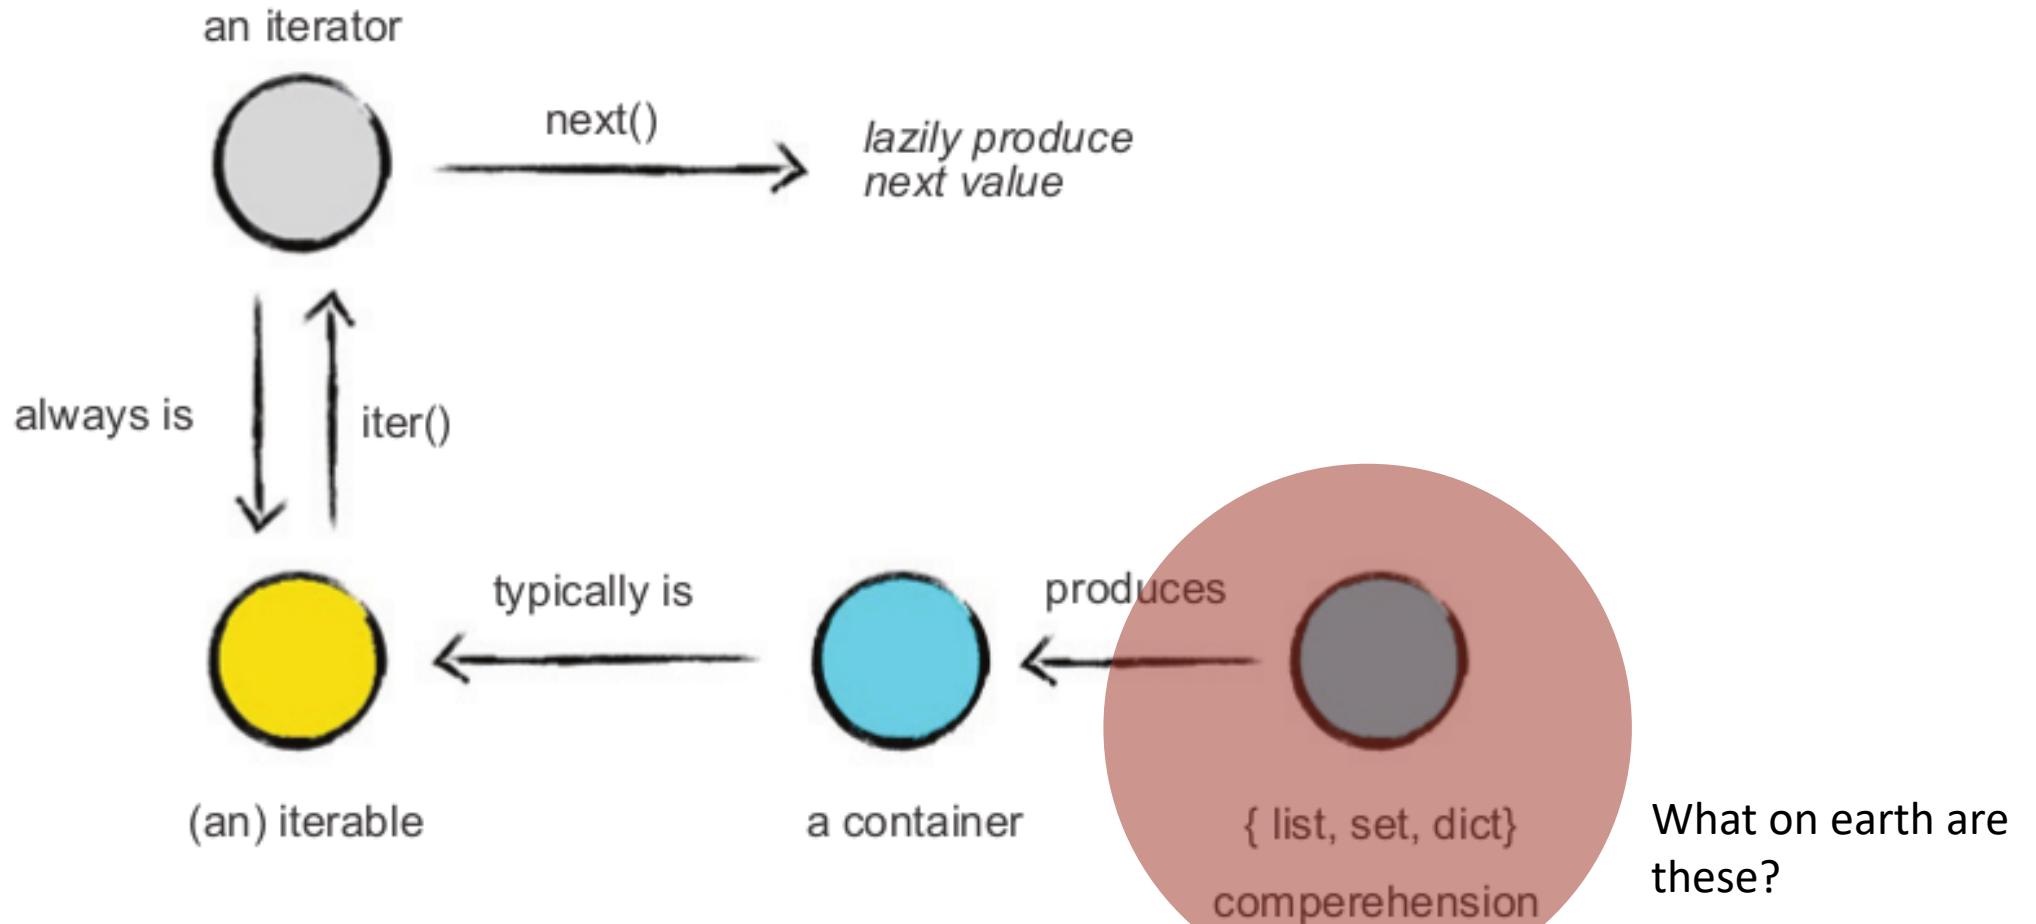 an iterator
next()
lazily produce
next value
always is
iter()
typically is
produces
(an) iterable
a container
{ list, set, dict}
comperehension
What on earth are
these?